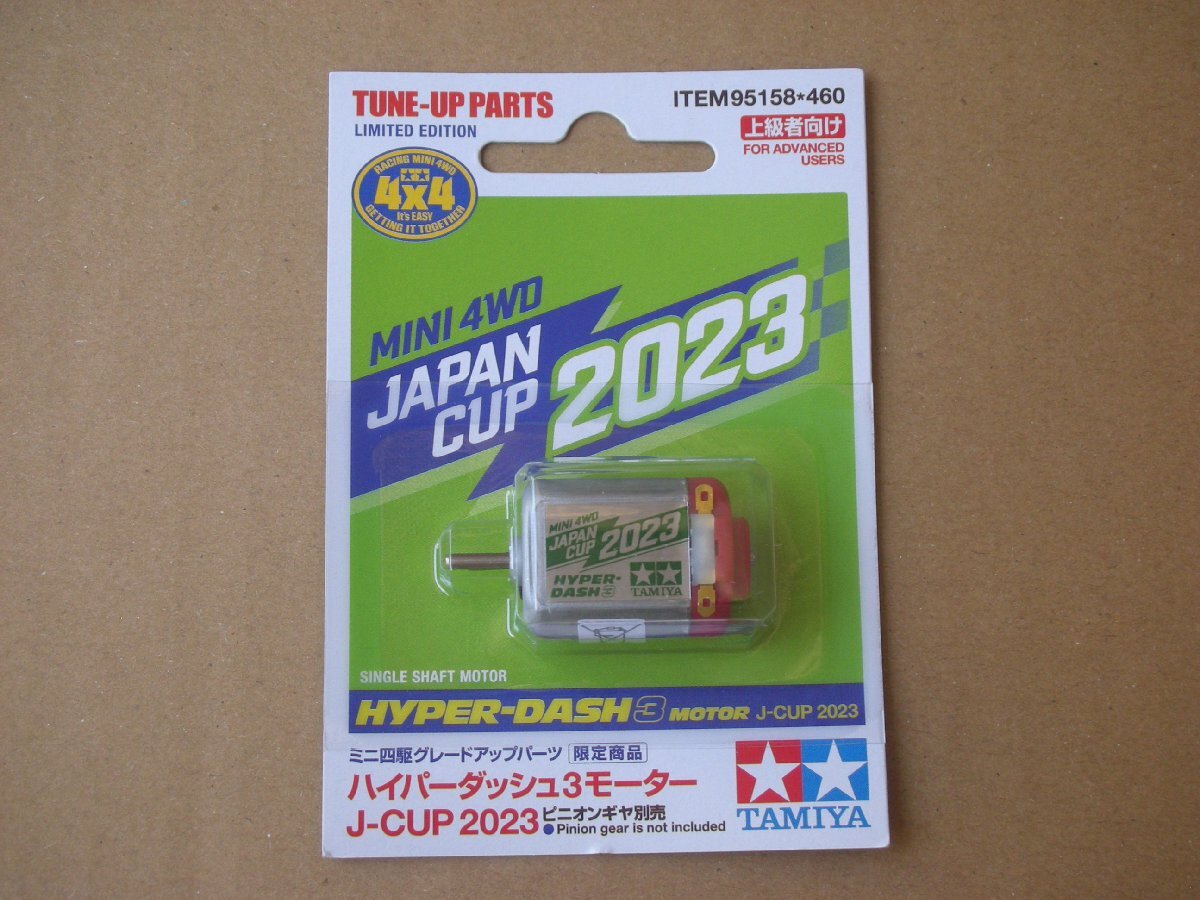 TUNE-UP PARTS
LIMITED EDITION
ITEM95158*460
上級者向け
FOR ADVANCED
USERS
RACING MINI 4WD
4x4
It's EASY
GETTING IT TOGETHER
MINI 4WD
JAPAN
CUP
2023
MINI 4WD
JAPAN
CUP
2023
HYPER-
DASH3
TAMIYA
SINGLE SHAFT MOTOR
HYPER-DASH3 MOTOR J-CUP 2023
ミニ四駆グレードアップパーツ 限定商品
ハイパーダッシュ3モーター
J-CUP 2023 ピニオンギヤ別売
●Pinion gear is not included
TAMIYA